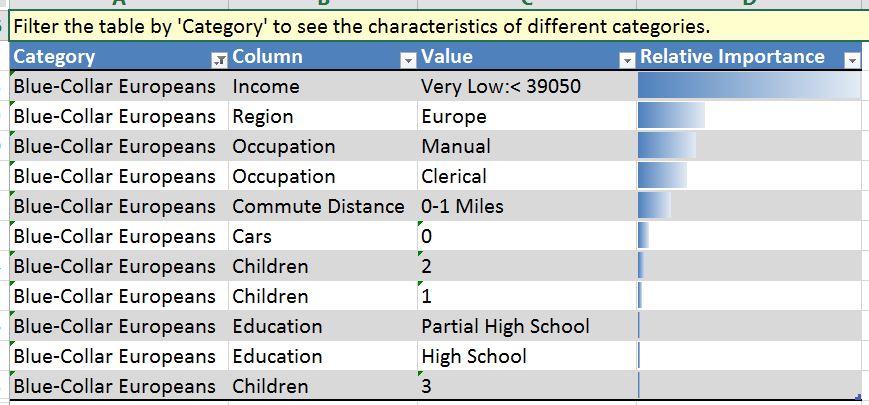 Filter the table by 'Category' to see the characteristics of different categories.
Category Column Value Relative Importance
Blue-Collar Europeans Income Very Low:< 39050
Blue-Collar Europeans Region Europe
Blue-Collar Europeans Occupation Manual
Blue-Collar Europeans Occupation Clerical
Blue-Collar Europeans Commute Distance 0-1 Miles
Blue-Collar Europeans Cars 0
Blue-Collar Europeans Children 2
Blue-Collar Europeans Children 1
Blue-Collar Europeans Education Partial High School
Blue-Collar Europeans Education High School
Blue-Collar Europeans Children 3